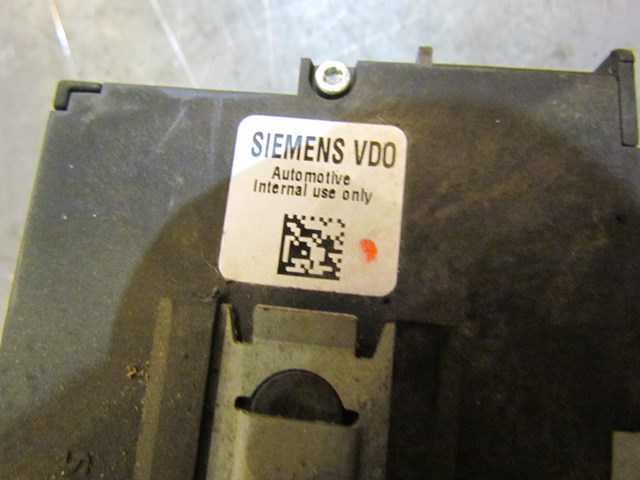 SIEMENS VDO
Automotive
Internal use only